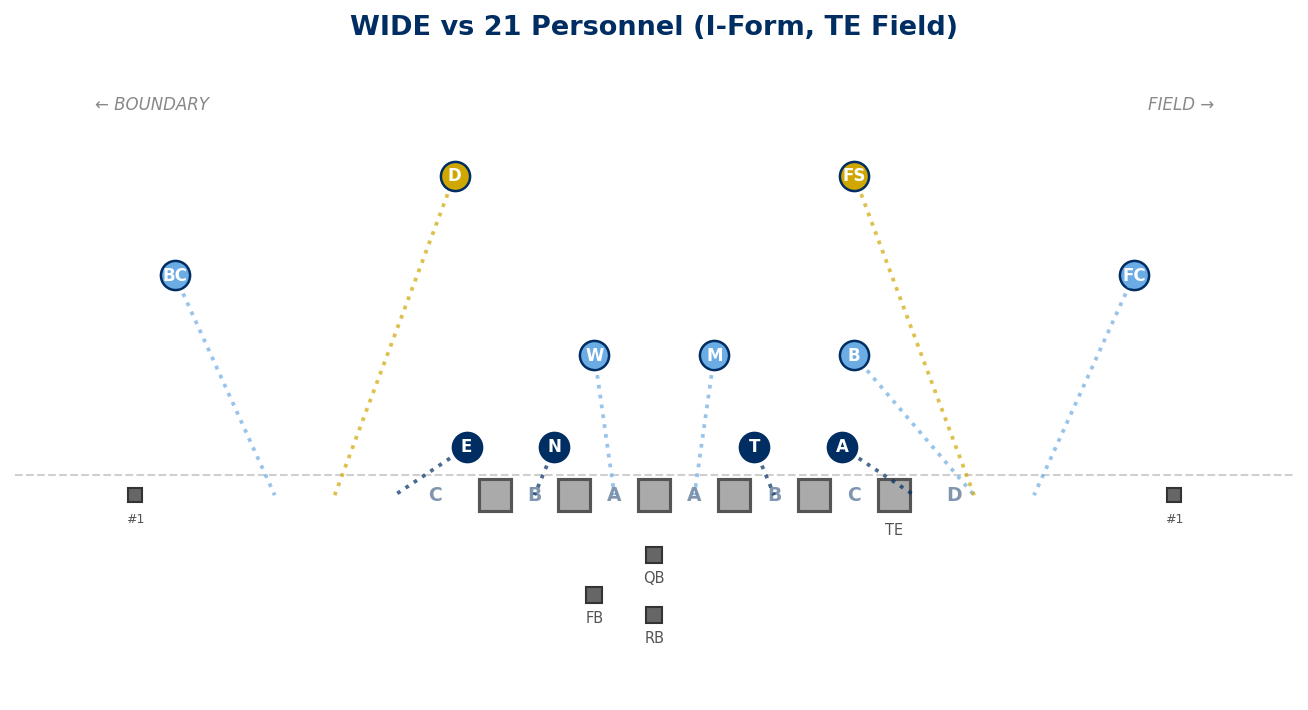 WIDE vs 21 Personnel (I-Form, TE Field)
← BOUNDARY
FIELD →
D
FS
BC
FC
W
M
B
E
N
T
A
C
B
A
A
B
C
D
#1
#1
TE
QB
FB
RB